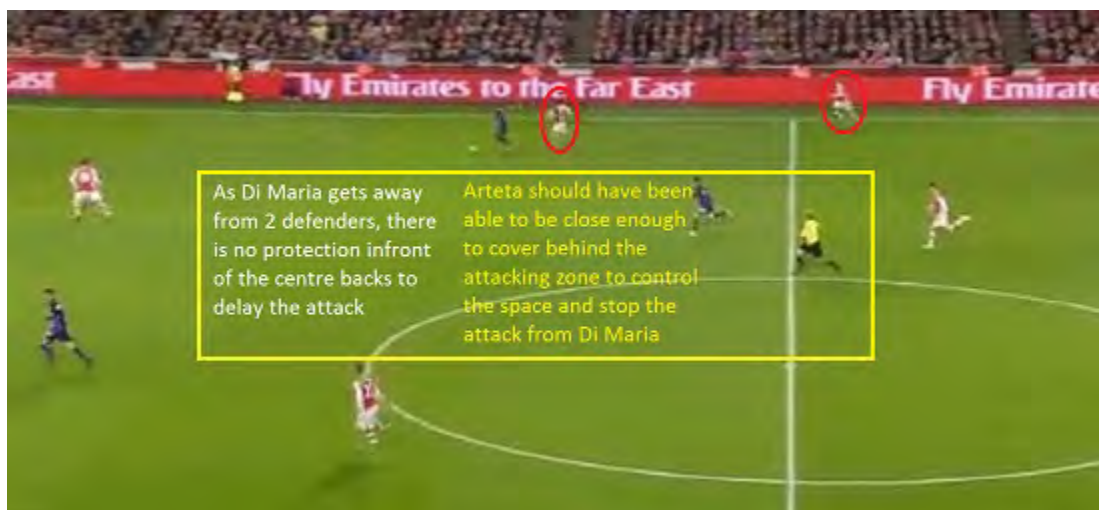 ast
ly Emirates to the Far East
Fly Emirate
As Di Maria gets away
from 2 defenders, there
is no protection infront
of the centre backs to
delay the attack
Arteta should have been
able to be close enough
to cover behind the
attacking zone to control
the space and stop the
attack from Di Maria